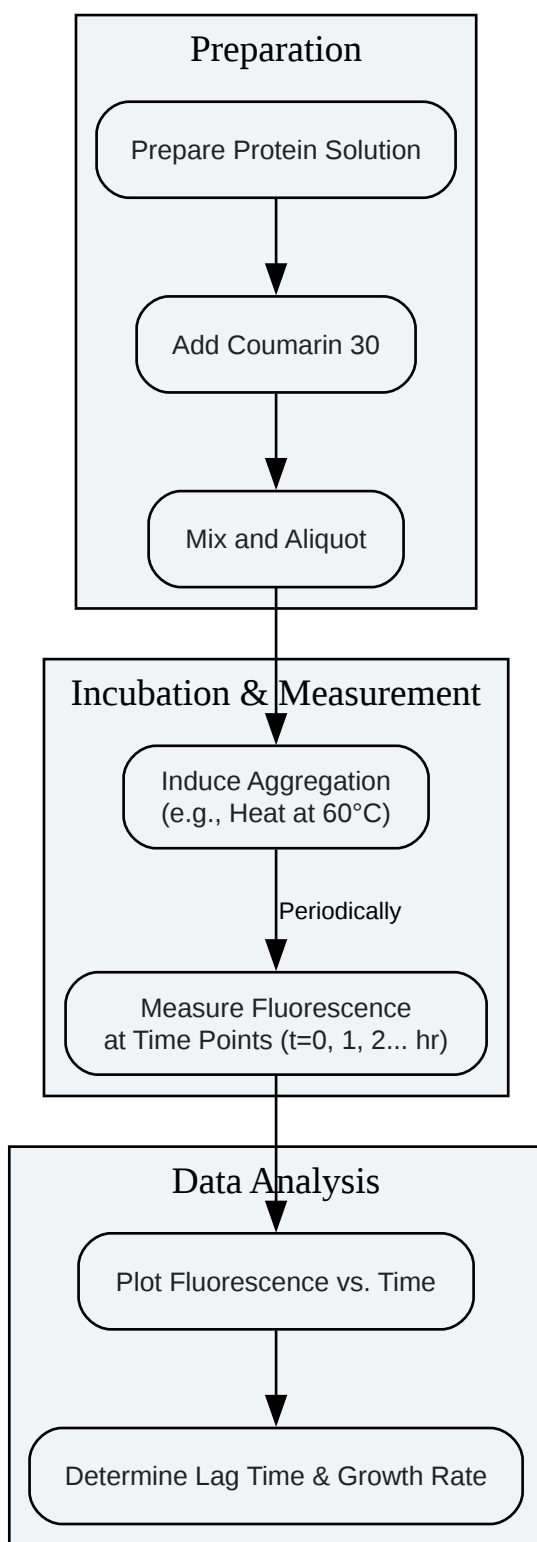 Preparation
Prepare Protein Solution
Add Coumarin 30
Mix and Aliquot
Incubation & Measurement
Induce Aggregation
(e.g., Heat at 60°C)
Periodically
Measure Fluorescence
at Time Points (t=0, 1, 2... hr)
Data Analysis
Plot Fluorescence vs. Time
Determine Lag Time & Growth Rate